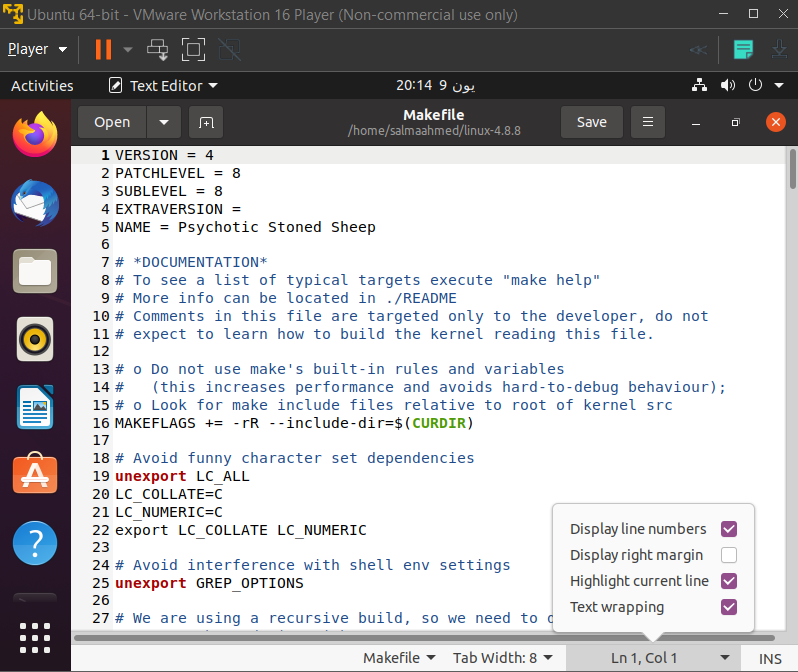 Ubuntu 64-bit - VMware Workstation 16 Player (Non-commercial use only)
Player
Activities
Text Editor
20:14 9 يون
Open
Makefile
/home/salmaahmed/linux-4.8.8
Save
1 VERSION = 4
2 PATCHLEVEL = 8
3 SUBLEVEL = 8
4 EXTRAVERSION =
5 NAME = Psychotic Stoned Sheep
6
7 # *DOCUMENTATION*
8 # To see a list of typical targets execute "make help"
9 # More info can be located in ./README
10 # Comments in this file are targeted only to the developer, do not
11 # expect to learn how to build the kernel reading this file.
12
13 # o Do not use make's built-in rules and variables
14 #   (this increases performance and avoids hard-to-debug behaviour);
15 # o Look for make include files relative to root of kernel src
16 MAKEFLAGS += -rR --include-dir=$(CURDIR)
17
18 # Avoid funny character set dependencies
19 unexport LC_ALL
20 LC_COLLATE=C
21 LC_NUMERIC=C
22 export LC_COLLATE LC_NUMERIC
23
24 # Avoid interference with shell env settings
25 unexport GREP_OPTIONS
26
27 # We are using a recursive build, so we need to
Display line numbers
Display right margin
Highlight current line
Text wrapping
Makefile
Tab Width: 8
Ln 1, Col 1
INS